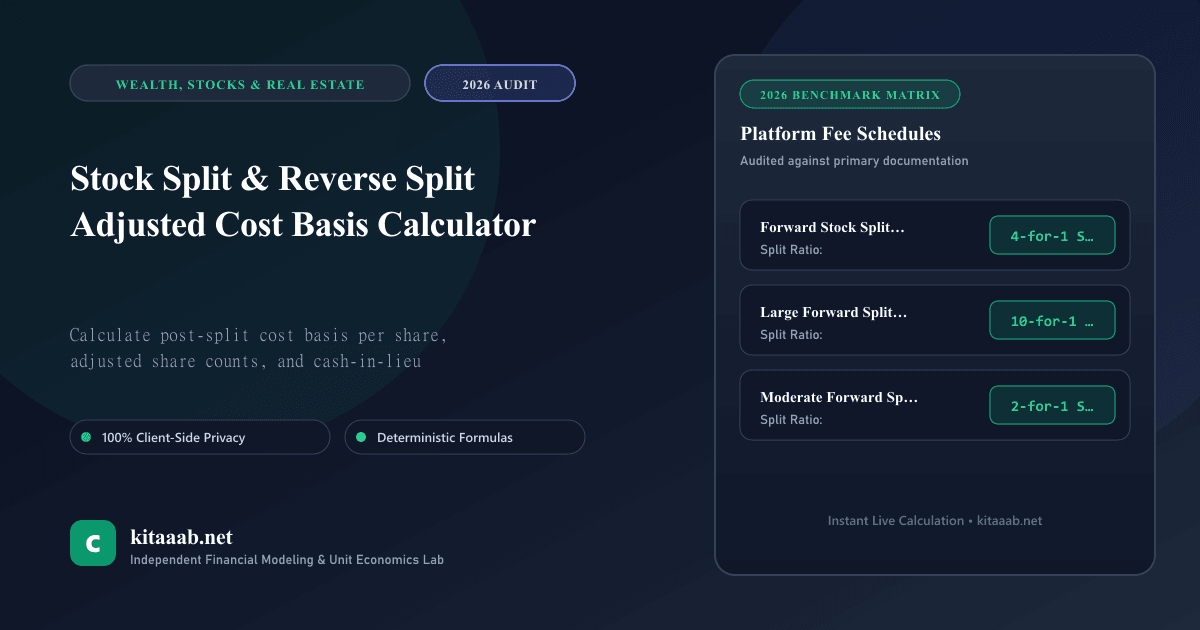 WEALTH, STOCKS & REAL ESTATE
2026 AUDIT
Stock Split & Reverse Split
Adjusted Cost Basis Calculator
Calculate post-split cost basis per share,
adjusted share counts, and cash-in-lieu
100% Client-Side Privacy
Deterministic Formulas
C
kitaaab.net
Independent Financial Modeling & Unit Economics Lab
2026 BENCHMARK MATRIX
Platform Fee Schedules
Audited against primary documentation
Forward Stock Split...
Split Ratio:
4-for-1 S…
Large Forward Split...
Split Ratio:
10-for-1 …
Moderate Forward Sp...
Split Ratio:
2-for-1 S…
Instant Live Calculation • kitaaab.net